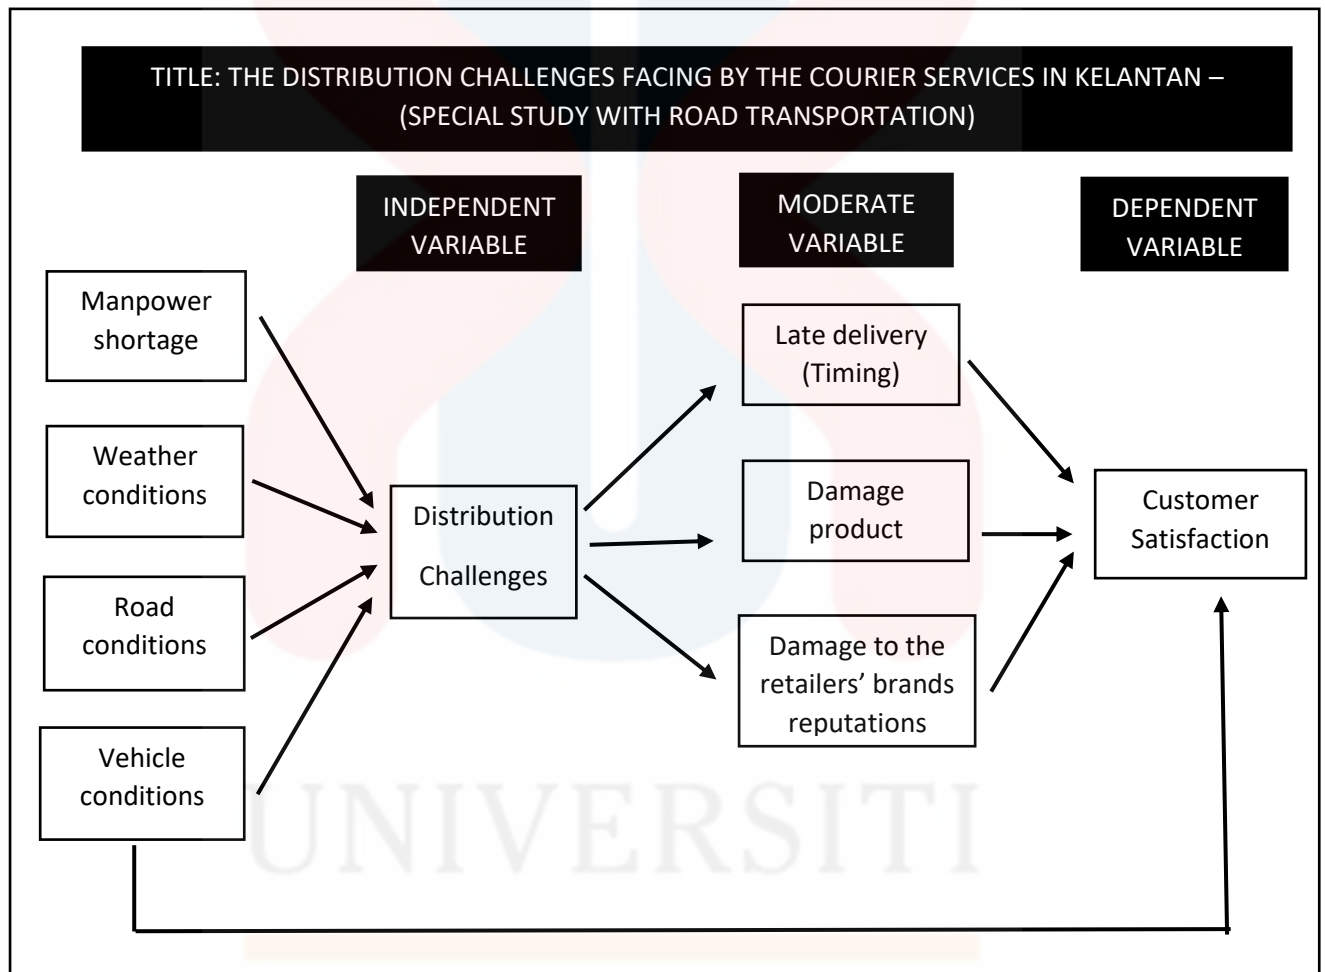 TITLE: THE DISTRIBUTION CHALLENGES FACING BY THE COURIER SERVICES IN KELANTAN –
(SPECIAL STUDY WITH ROAD TRANSPORTATION)
INDEPENDENT
VARIABLE
MODERATE
VARIABLE
DEPENDENT
VARIABLE
Manpower
shortage
Weather
conditions
Road
conditions
Vehicle
conditions
Distribution
Challenges
Late delivery
(Timing)
Damage
product
Damage to the
retailers’ brands
reputations
Customer
Satisfaction
UNIVERSITI